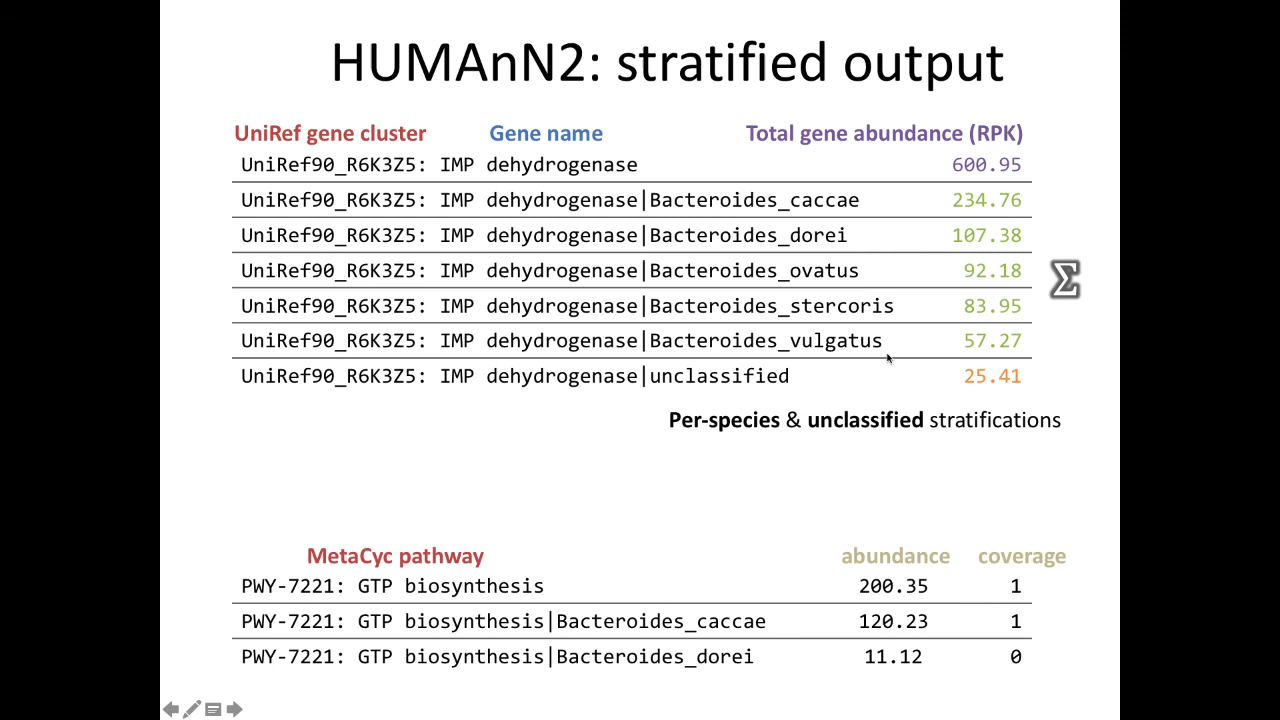 HUMAnN2: stratified output
UniRef gene cluster Gene name Total gene abundance (RPK)
UniRef90_R6K3Z5: IMP dehydrogenase 600.95
UniRef90_R6K3Z5: IMP dehydrogenase|Bacteroides_caccae 234.76
UniRef90_R6K3Z5: IMP dehydrogenase|Bacteroides_dorei 107.38
UniRef90_R6K3Z5: IMP dehydrogenase|Bacteroides_ovatus 92.18
Σ
UniRef90_R6K3Z5: IMP dehydrogenase|Bacteroides_stercoris 83.95
UniRef90_R6K3Z5: IMP dehydrogenase|Bacteroides_vulgatus 57.27
UniRef90_R6K3Z5: IMP dehydrogenase|unclassified 25.41
Per-species & unclassified stratifications
MetaCyc pathway abundance coverage
PWY-7221: GTP biosynthesis 200.35 1
PWY-7221: GTP biosynthesis|Bacteroides_caccae 120.23 1
PWY-7221: GTP biosynthesis|Bacteroides_dorei 11.12 0